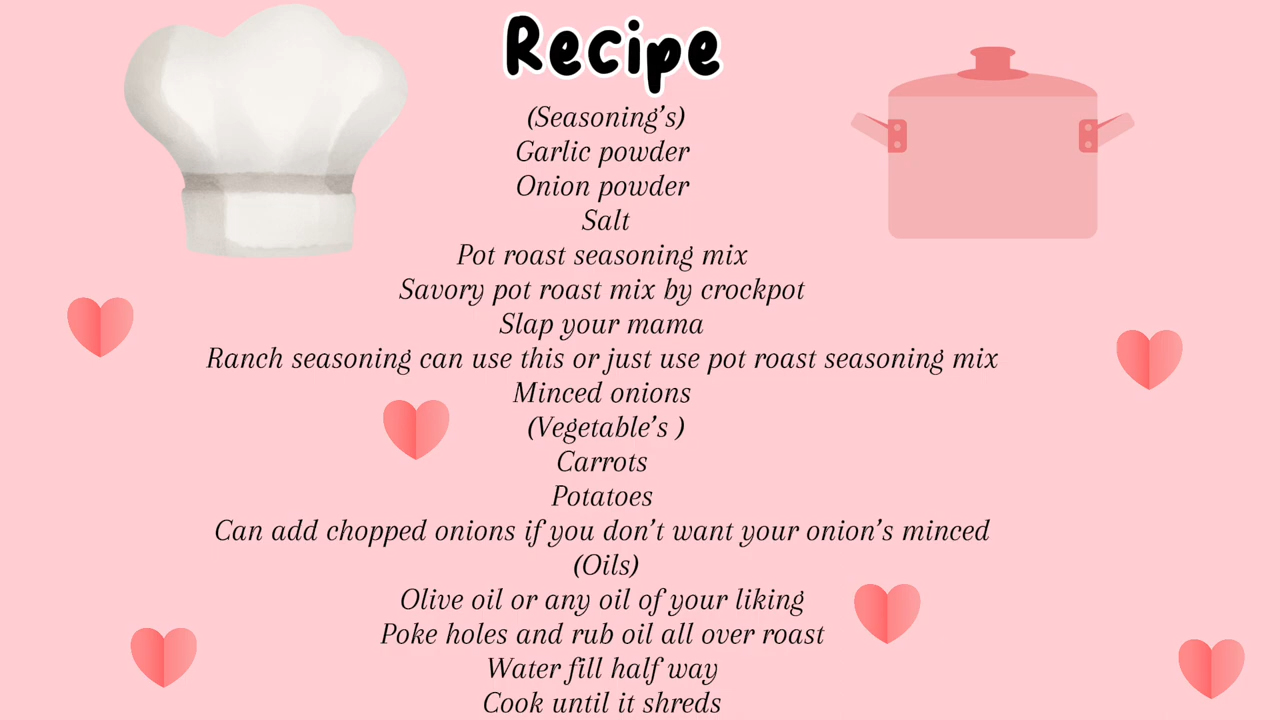 Recipe
(Seasoning’s)
Garlic powder
Onion powder
Salt
Pot roast seasoning mix
Savory pot roast mix by crockpot
Slap your mama
Ranch seasoning can use this or just use pot roast seasoning mix
Minced onions
(Vegetable’s )
Carrots
Potatoes
Can add chopped onions if you don’t want your onion’s minced
(Oils)
Olive oil or any oil of your liking
Poke holes and rub oil all over roast
Water fill half way
Cook until it shreds